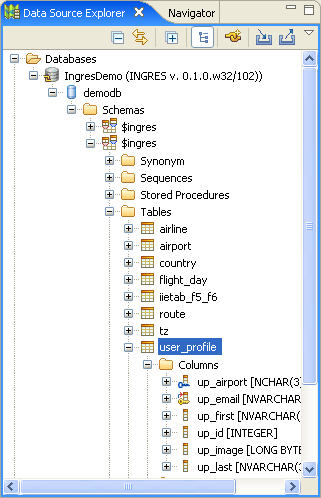 Data Source Explorer Navigator
Databases
IngresDemo (INGRES v. 0.1.0.w32/102))
demodb
Schemas
$ingres
$ingres
Synonym
Sequences
Stored Procedures
Tables
airline
airport
country
flight_day
iietab_f5_f6
route
tz
user_profile
Columns
up_airport [NCHAR(3)
up_email [NVARCHAR
up_first [NVARCHAR(
up_id [INTEGER]
up_image [LONG BYTE
up_last [NVARCHAR(3